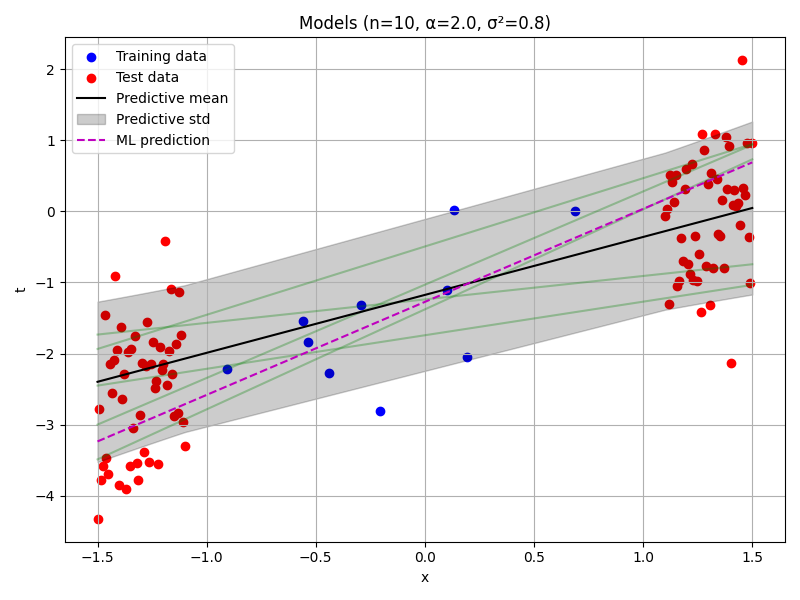 Models (n=10, α=2.0, σ²=0.8)
Training data
Test data
Predictive mean
Predictive std
ML prediction
2
1
0
−1
−2
−3
−4
t
−1.5
−1.0
−0.5
0.0
0.5
1.0
1.5
x